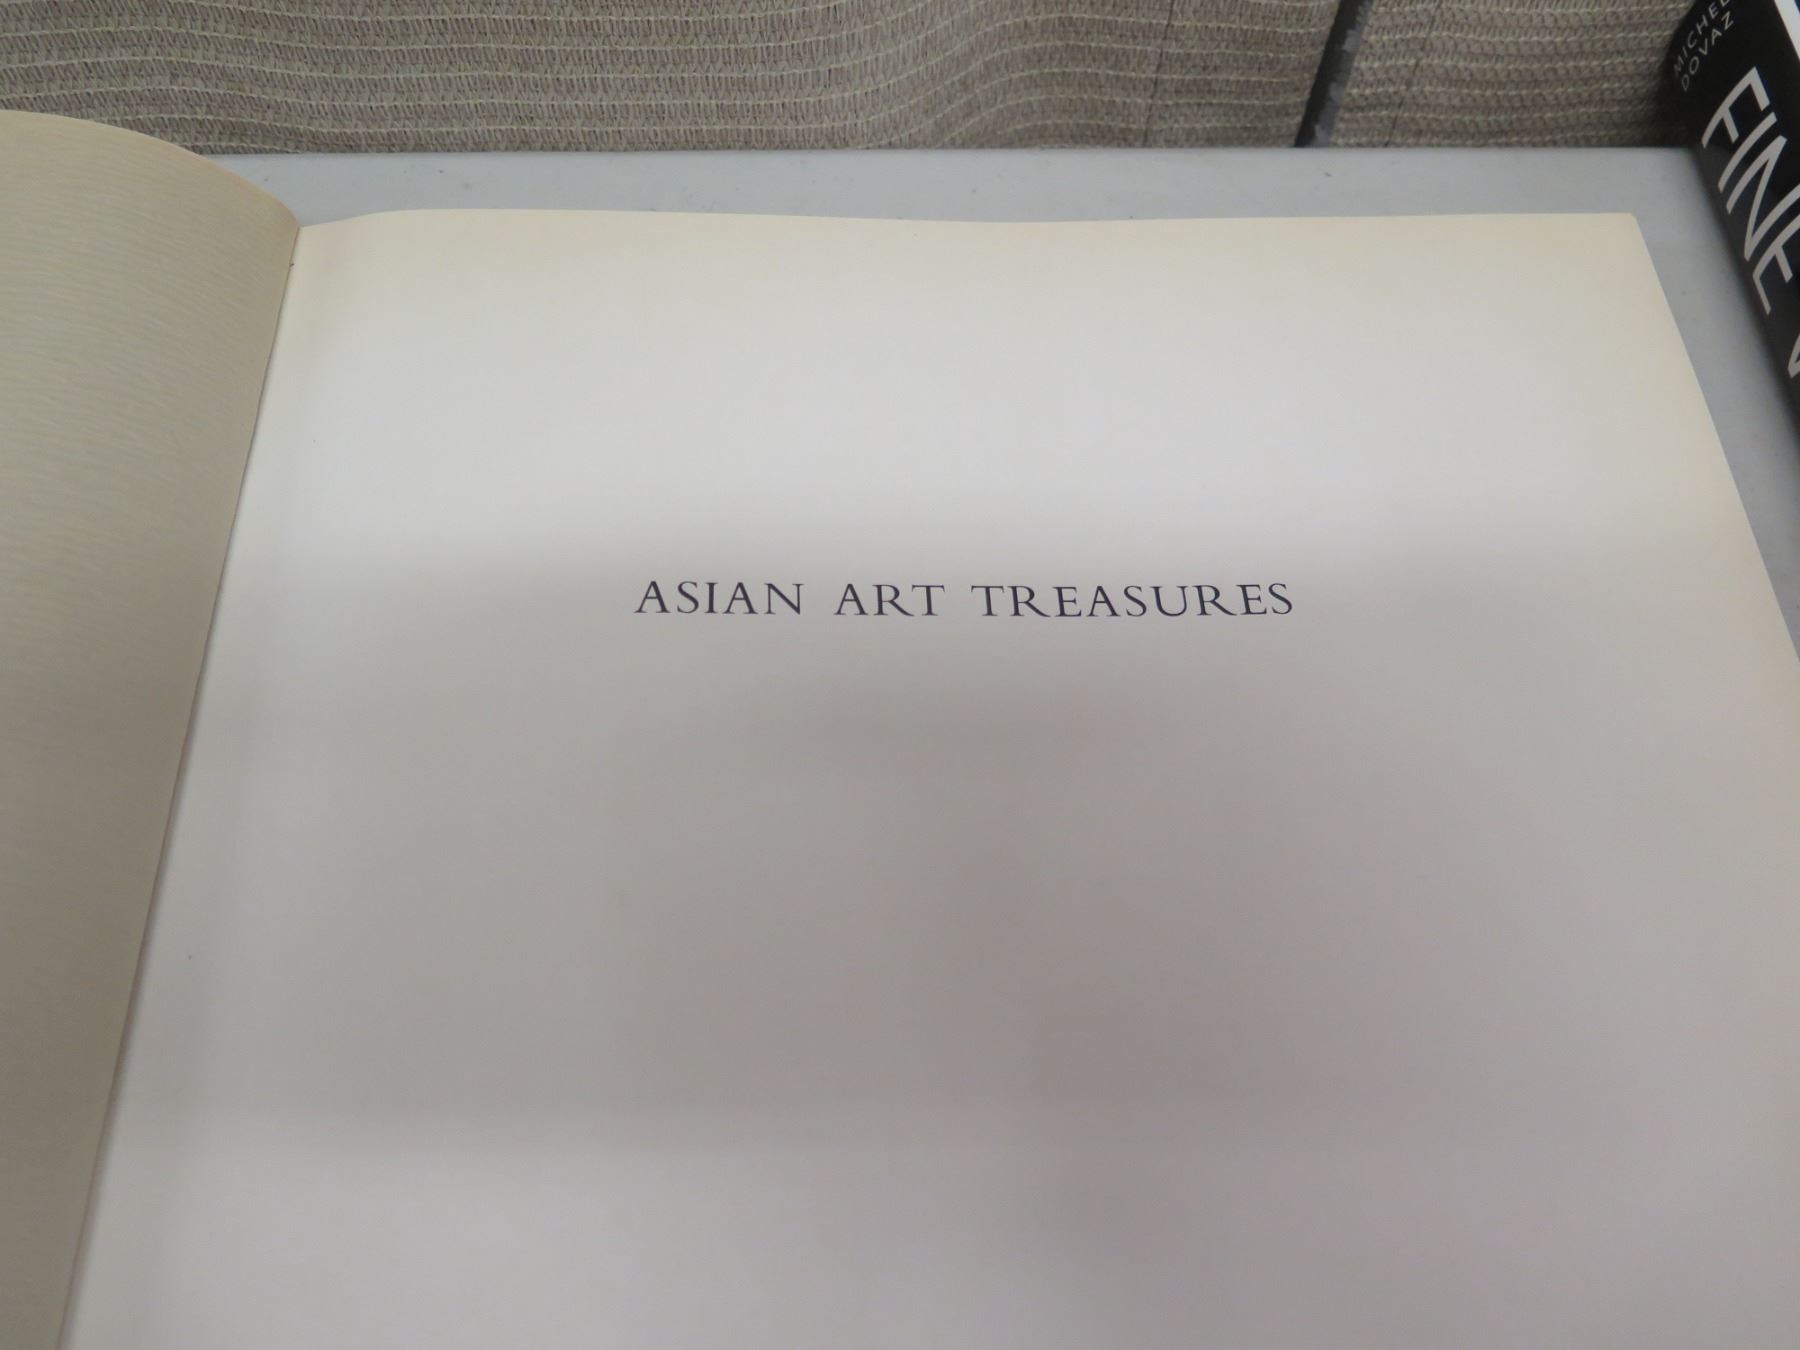 ASIAN ART TREASURES
MICHEL
DOVAZ
FINE